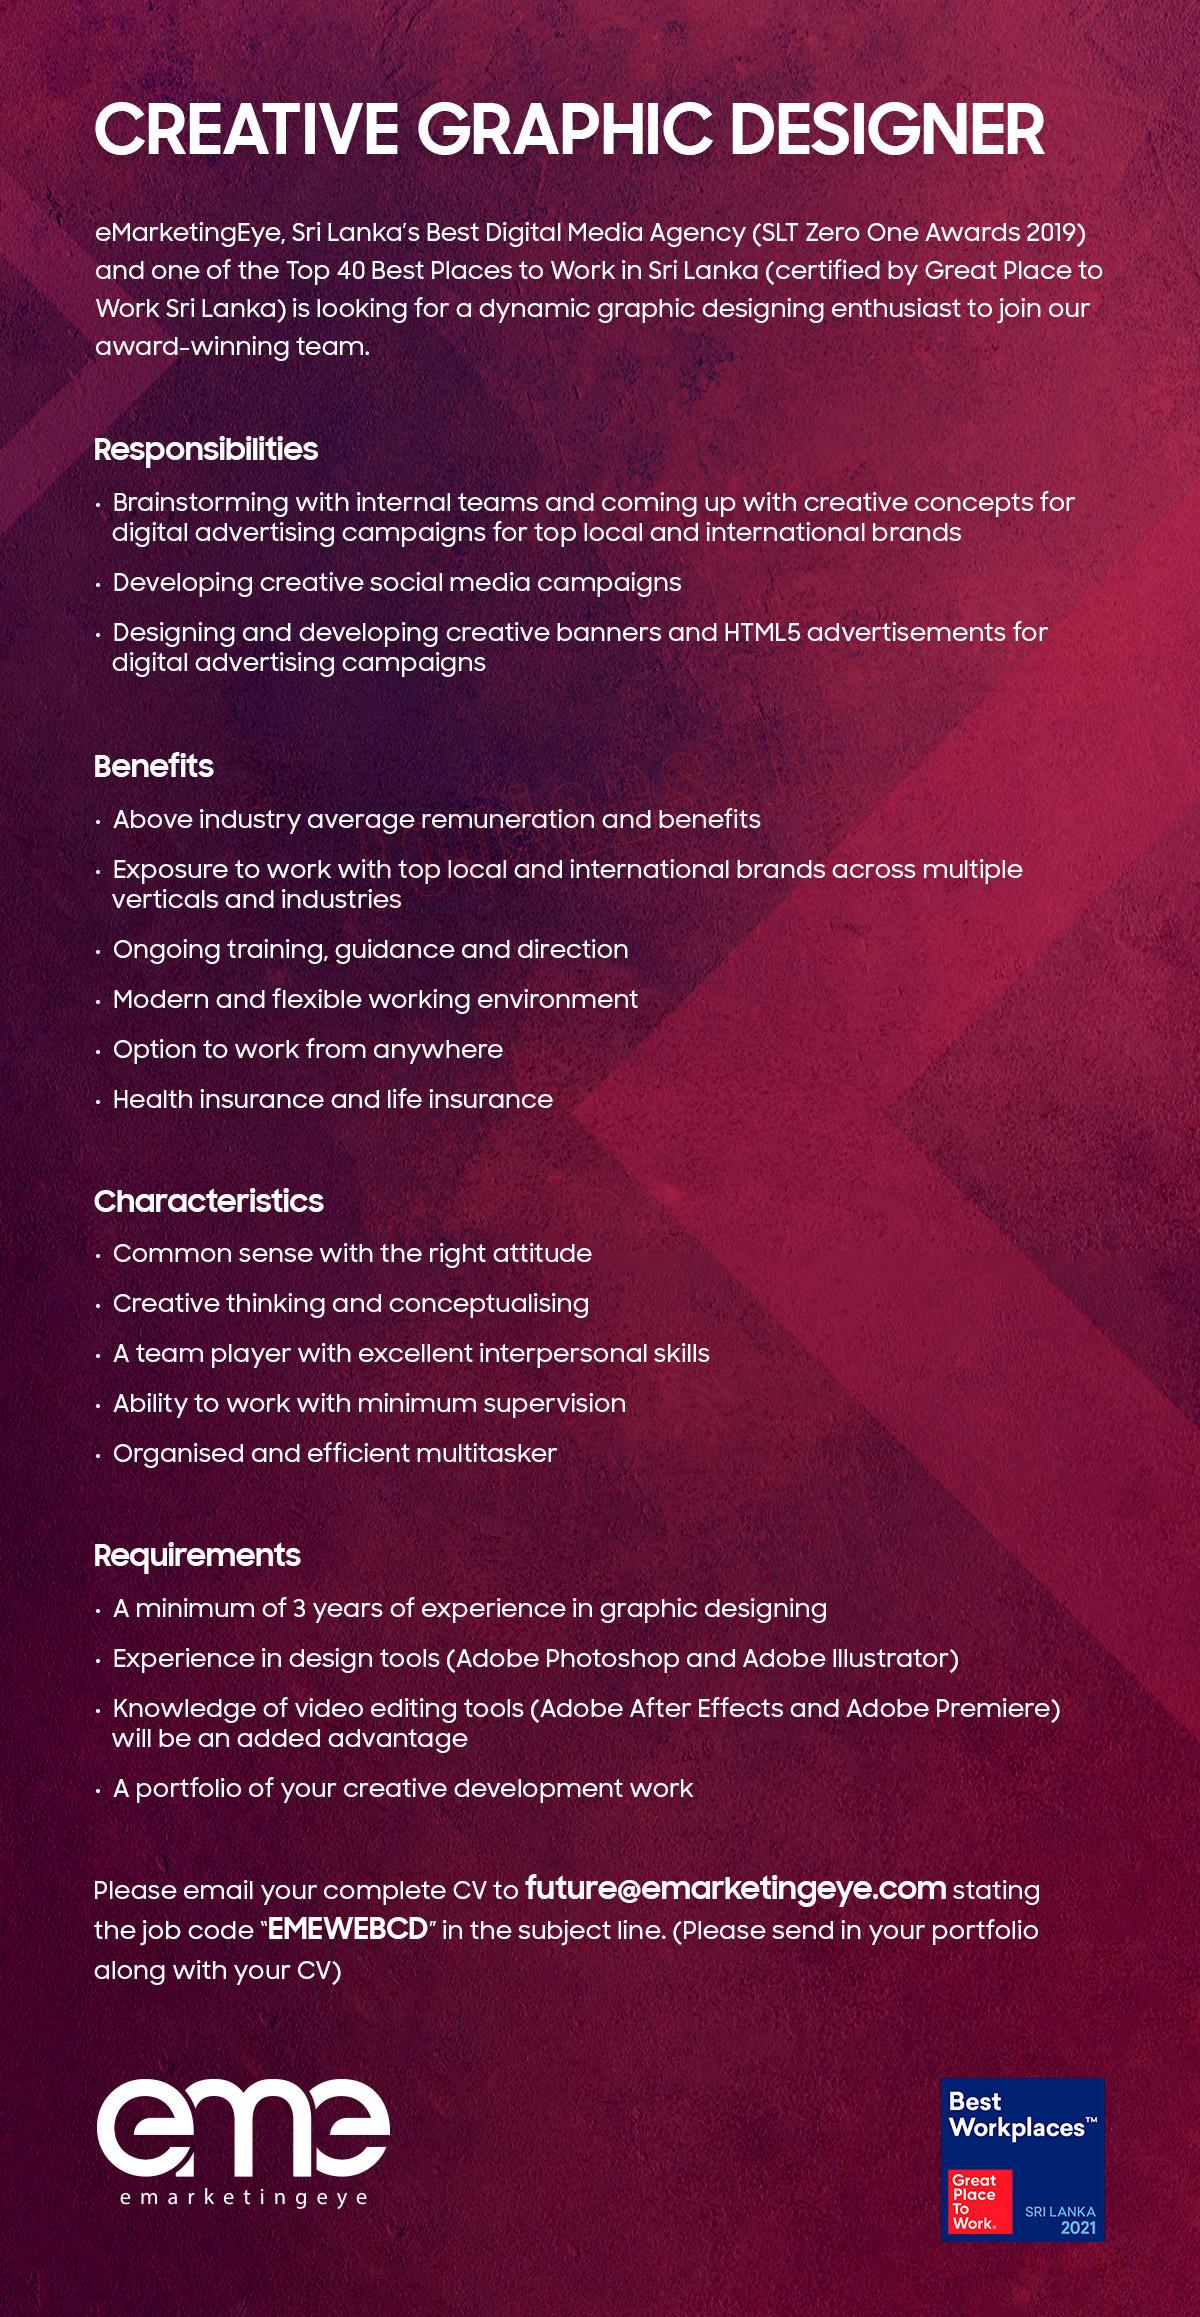 CREATIVE GRAPHIC DESIGNER
eMarketingEye, Sri Lanka's Best Digital Media Agency (SLT Zero One Awards 2019)
and one of the Top 40 Best Places to Work in Sri Lanka (certified by Great Place to
Work Sri Lanka) is looking for a dynamic graphic designing enthusiast to join our
award-winning team.
Responsibilities
• Brainstorming with internal teams and coming up with creative concepts for
digital advertising campaigns for top local and international brands
• Developing creative social media campaigns
• Designing and developing creative banners and HTML5 advertisements for
digital advertising campaigns
Benefits
• Above industry average remuneration and benefits
• Exposure to work with top local and international brands across multiple
verticals and industries
• Ongoing training, guidance and direction
• Modern and flexible working environment
• Option to work from anywhere
• Health insurance and life insurance
Characteristics
• Common sense with the right attitude
• Creative thinking and conceptualising
• A team player with excellent interpersonal skills
• Ability to work with minimum supervision
• Organised and efficient multitasker
Requirements
• A minimum of 3 years of experience in graphic designing
• Experience in design tools (Adobe Photoshop and Adobe Illustrator)
• Knowledge of video editing tools (Adobe After Effects and Adobe Premiere)
will be an added advantage
• A portfolio of your creative development work
Please email your complete CV to future@emarketingeye.com stating
the job code "EMEWEBCD" in the subject line. (Please send in your portfolio
along with your CV)
eme
emarketingeye
Best
Workplaces™
Great
Place
To
Work.
SRI LANKA
2021